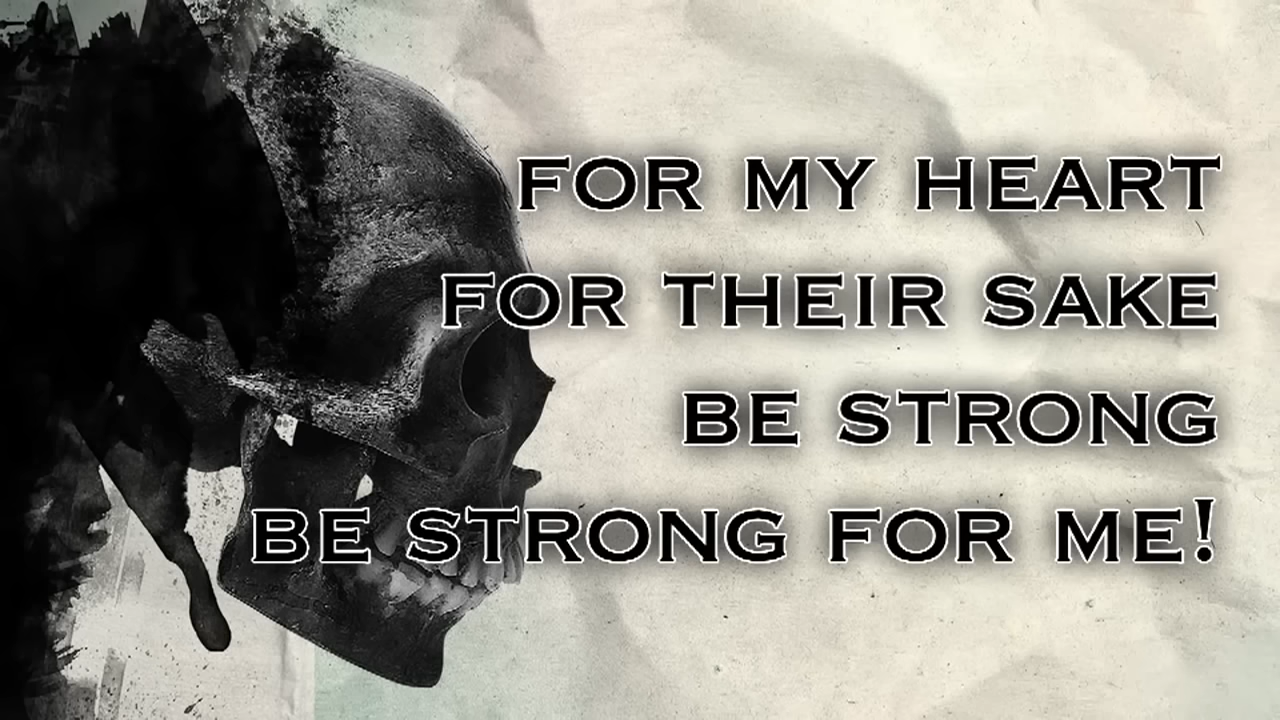 FOR MY HEART
FOR THEIR SAKE
BE STRONG
BE STRONG FOR ME!